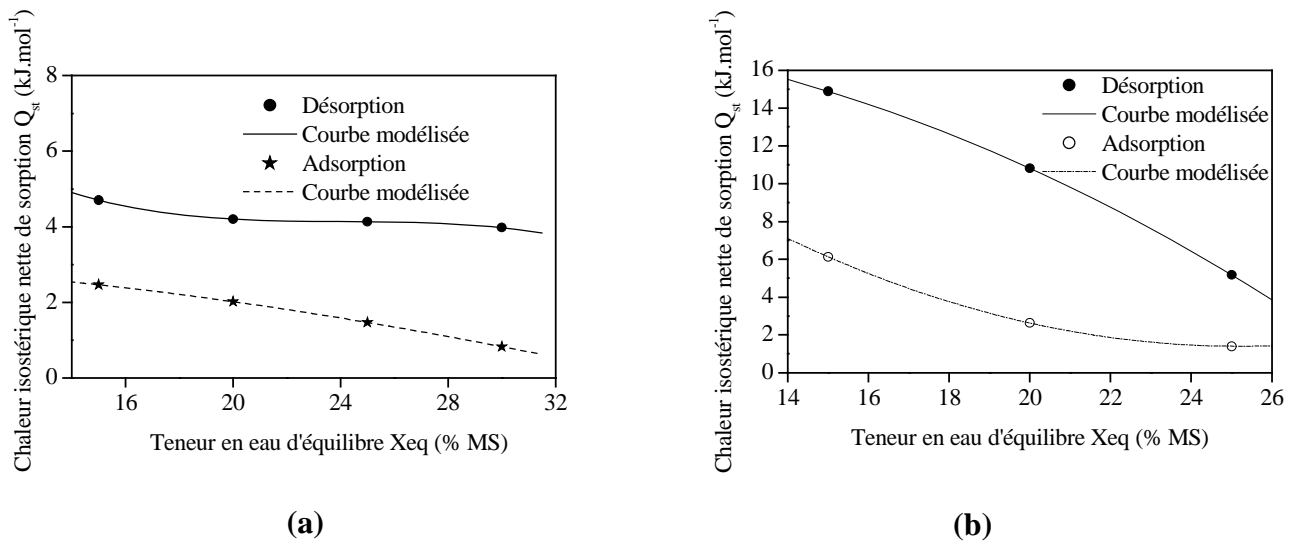 Chaleur isostérique nette de sorption Q_st (kJ.mol⁻¹)
8
6
4
2
0
Désorption
Courbe modélisée
Adsorption
Courbe modélisée
16 20 24 28 32
Teneur en eau d'équilibre Xeq (% MS)
(a)
Chaleur isostérique nette de sorption Q_st (kJ.mol⁻¹)
16
14
12
10
8
6
4
2
0
Désorption
Courbe modélisée
Adsorption
Courbe modélisée
14 16 18 20 22 24 26
Teneur en eau d'équilibre Xeq (% MS)
(b)